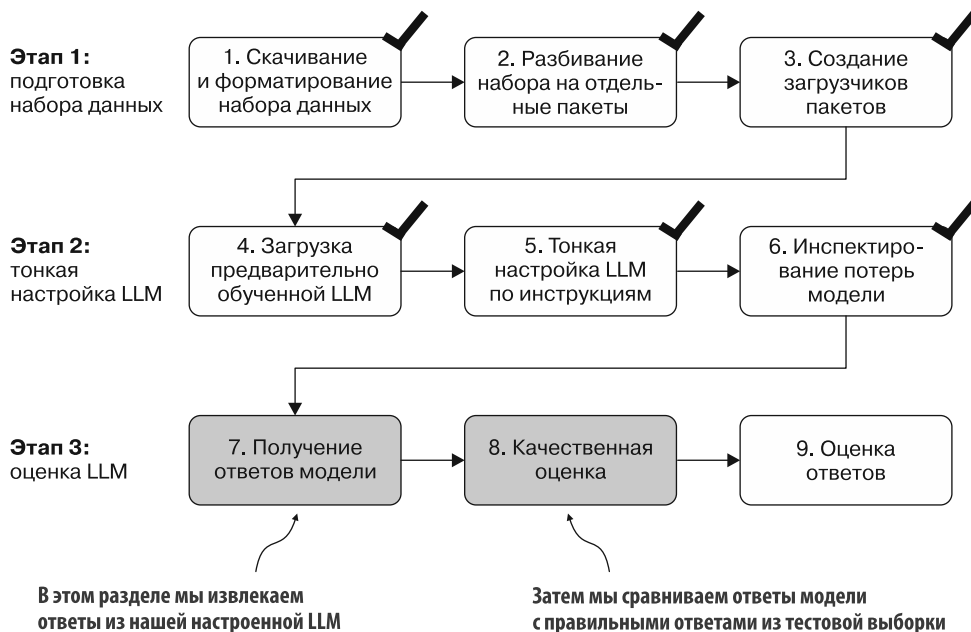 Этап 1:
подготовка
набора данных
1. Скачивание
и форматирование
набора данных
2. Разбивание
набора на отдель-
ные пакеты
3. Создание
загрузчиков
пакетов
Этап 2:
тонкая
настройка LLM
4. Загрузка
предварительно
обученной LLM
5. Тонкая
настройка LLM
по инструкциям
6. Инспектиро-
вание потерь
модели
Этап 3:
оценка LLM
7. Получение
ответов модели
8. Качественная
оценка
9. Оценка
ответов
В этом разделе мы извлекаем
ответы из нашей настроенной LLM
Затем мы сравниваем ответы модели
с правильными ответами из тестовой выборки